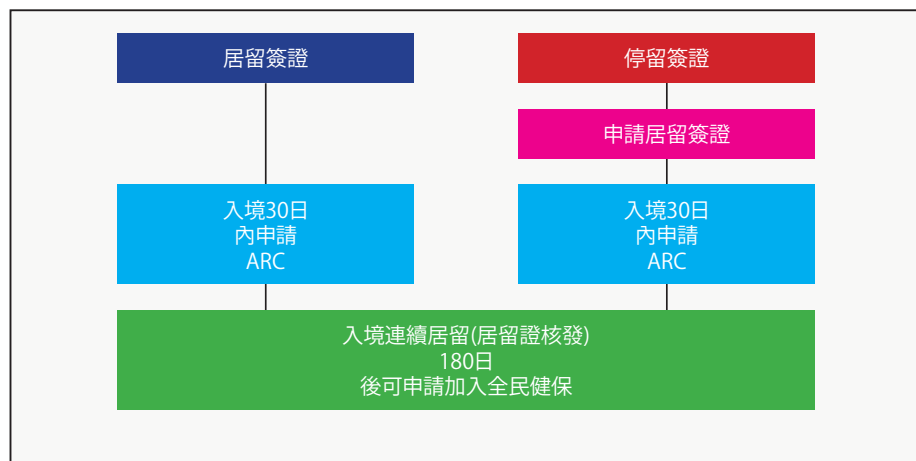 居留簽證
停留簽證
申請居留簽證
入境30日
內申請
ARC
入境30日
內申請
ARC
入境連續居留(居留證核發)
180日
後可申請加入全民健保